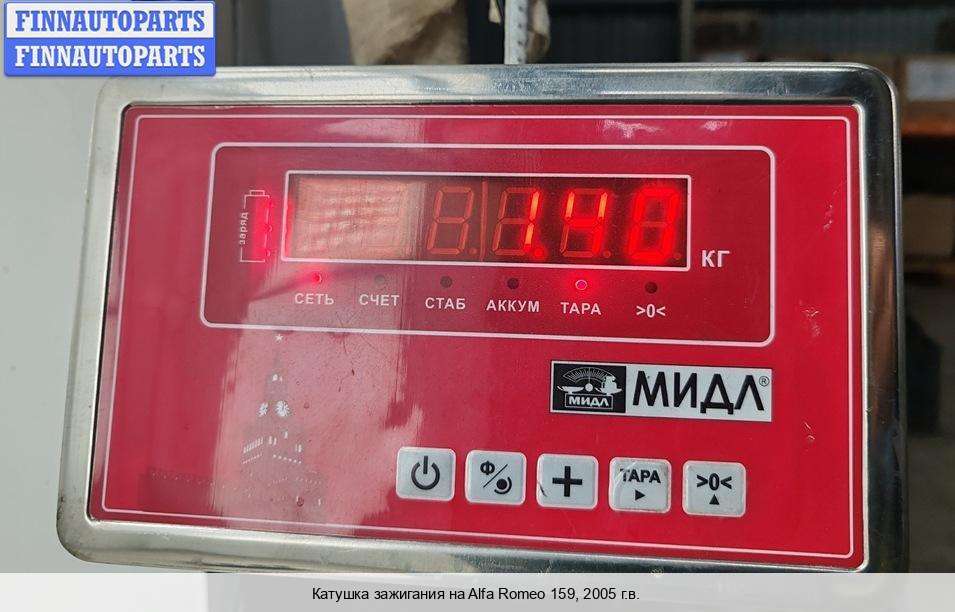 FINNAUTOPARTS
FINNAUTOPARTS
заряд
1.40
КГ
СЕТЬ СЧЕТ СТАБ АККУМ ТАРА >0<
МИДЛ МИДЛ®
Ф ТАРА >0<
Катушка зажигания на Alfa Romeo 159, 2005 г.в.